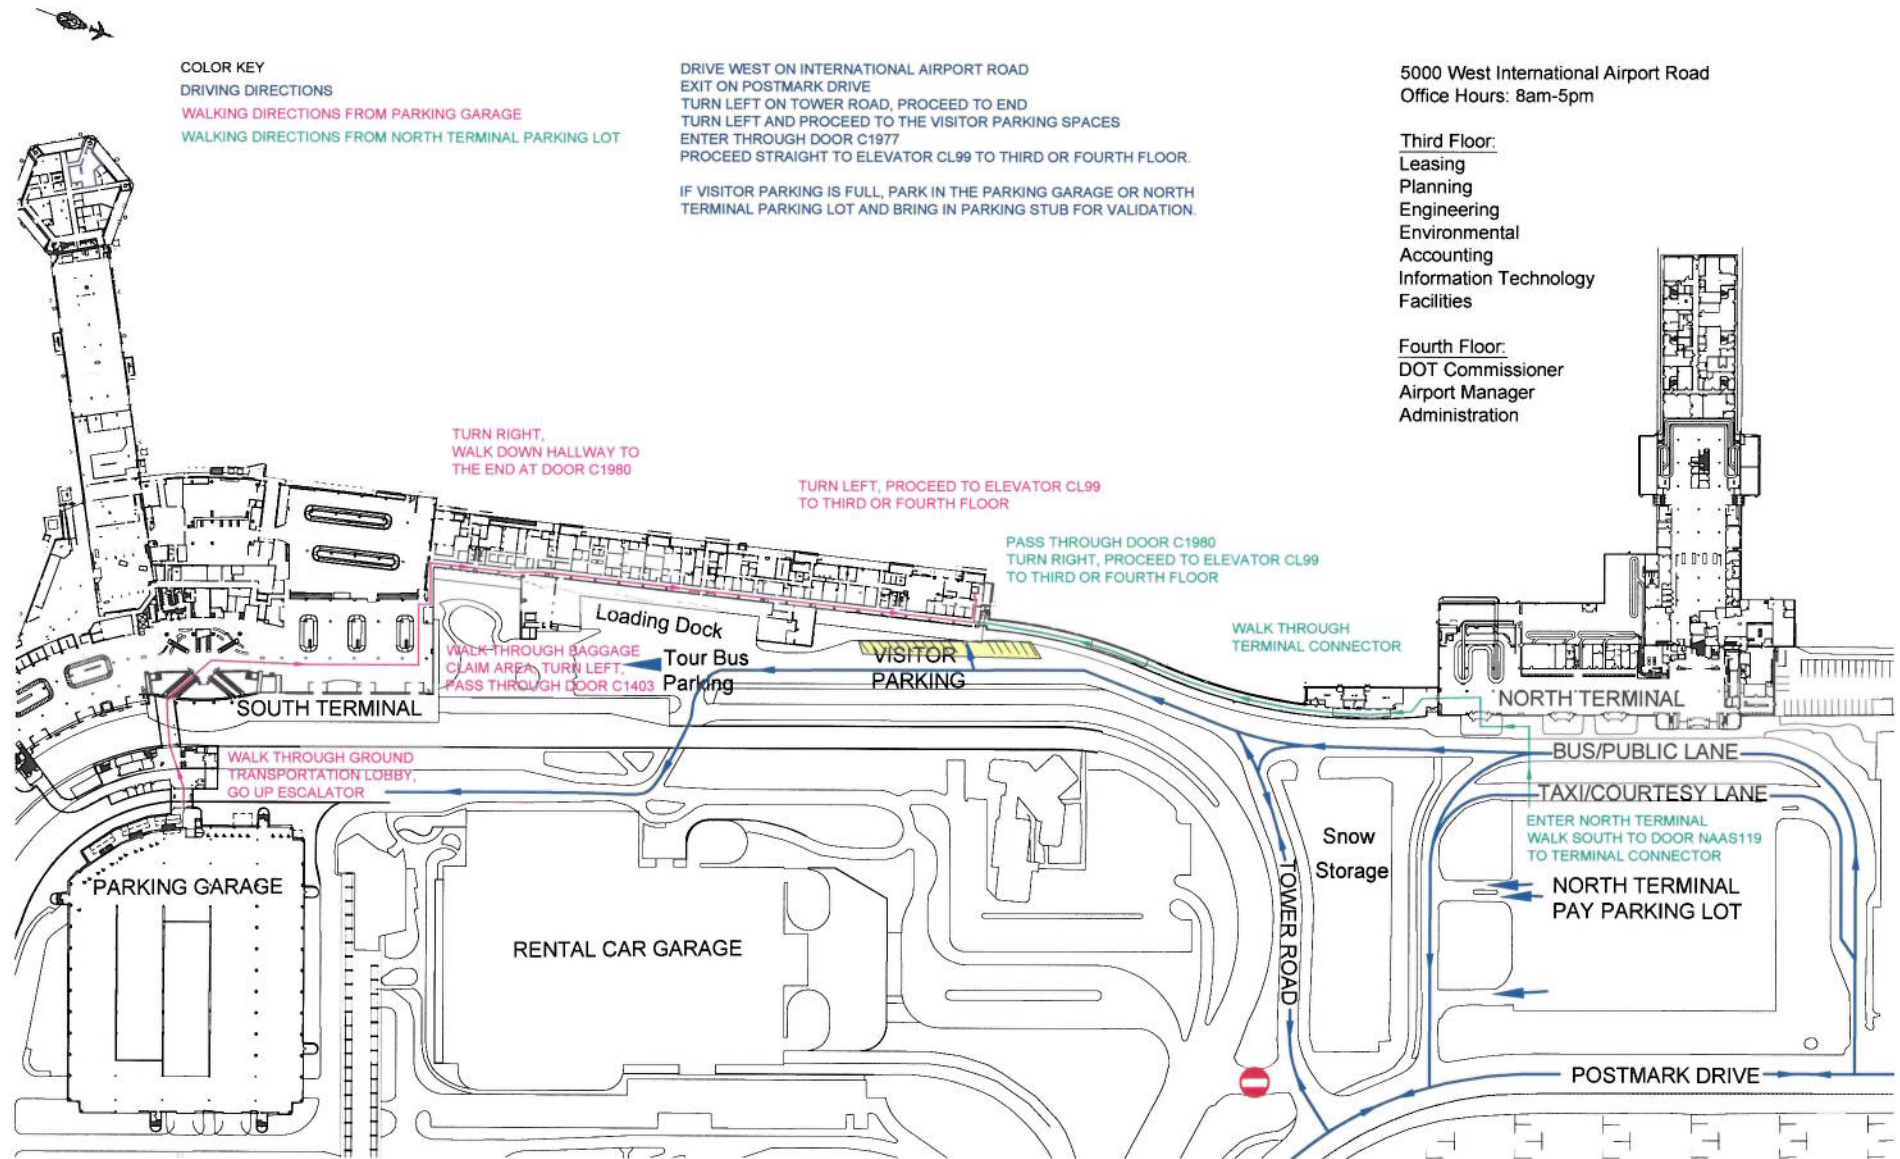 COLOR KEY
DRIVING DIRECTIONS
WALKING DIRECTIONS FROM PARKING GARAGE
WALKING DIRECTIONS FROM NORTH TERMINAL PARKING LOT
DRIVE WEST ON INTERNATIONAL AIRPORT ROAD
EXIT ON POSTMARK DRIVE
TURN LEFT ON TOWER ROAD, PROCEED TO END
TURN LEFT AND PROCEED TO THE VISITOR PARKING SPACES
ENTER THROUGH DOOR C1977
PROCEED STRAIGHT TO ELEVATOR CL99 TO THIRD OR FOURTH FLOOR.
IF VISITOR PARKING IS FULL, PARK IN THE PARKING GARAGE OR NORTH
TERMINAL PARKING LOT AND BRING IN PARKING STUB FOR VALIDATION.
5000 West International Airport Road
Office Hours: 8am-5pm
Third Floor:
Leasing
Planning
Engineering
Environmental
Accounting
Information Technology
Facilities
Fourth Floor:
DOT Commissioner
Airport Manager
Administration
TURN RIGHT,
WALK DOWN HALLWAY TO
THE END AT DOOR C1980
TURN LEFT, PROCEED TO ELEVATOR CL99
TO THIRD OR FOURTH FLOOR
PASS THROUGH DOOR C1980
TURN RIGHT, PROCEED TO ELEVATOR CL99
TO THIRD OR FOURTH FLOOR
WALK THROUGH
TERMINAL CONNECTOR
Loading Dock
WALK THROUGH BAGGAGE
CLAIM AREA, TURN LEFT,
PASS THROUGH DOOR C1403
Tour Bus
Parking
VISITOR
PARKING
SOUTH TERMINAL
NORTH TERMINAL
WALK THROUGH GROUND
TRANSPORTATION LOBBY,
GO UP ESCALATOR
BUS/PUBLIC LANE
TAXI/COURTESY LANE
ENTER NORTH TERMINAL
WALK SOUTH TO DOOR NAAS119
TO TERMINAL CONNECTOR
Snow
Storage
NORTH TERMINAL
PAY PARKING LOT
PARKING GARAGE
RENTAL CAR GARAGE
TOWER ROAD
POSTMARK DRIVE